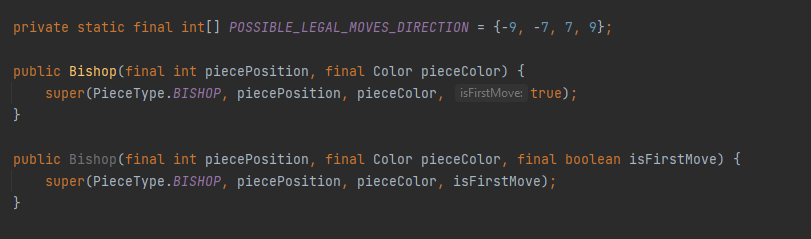 private static final int[] POSSIBLE_LEGAL_MOVES_DIRECTION = {-9, -7, 7, 9};
public Bishop(final int piecePosition, final Color pieceColor) {
super(PieceType.BISHOP, piecePosition, pieceColor, isFirstMove: true);
}
public Bishop(final int piecePosition, final Color pieceColor, final boolean isFirstMove) {
super(PieceType.BISHOP, piecePosition, pieceColor, isFirstMove);
}